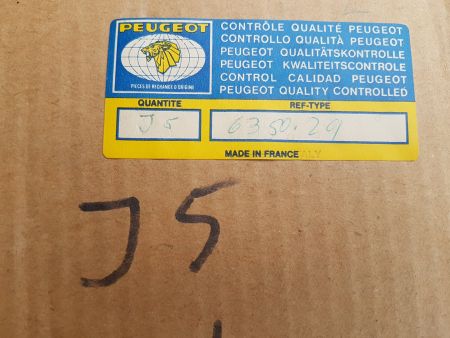 PEUGEOT
PIECES DE RECHANGE D'ORIGINE
CONTRÔLE QUALITÉ PEUGEOT
CONTROLLO QUALITÀ PEUGEOT
PEUGEOT QUALITÄTSKONTROLLE
PEUGEOT KWALITEITSCONTROLE
CONTROL CALIDAD PEUGEOT
PEUGEOT QUALITY CONTROLLED
QUANTITE
REF-TYPE
J5
6350.29
MADE IN FRANCE
J5